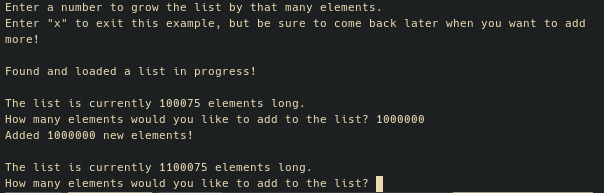 Enter a number to grow the list by that many elements.
Enter "x" to exit this example, but be sure to come back later when you want to add
more!
Found and loaded a list in progress!
The list is currently 100075 elements long.
How many elements would you like to add to the list? 1000000
Added 1000000 new elements!
The list is currently 1100075 elements long.
How many elements would you like to add to the list?